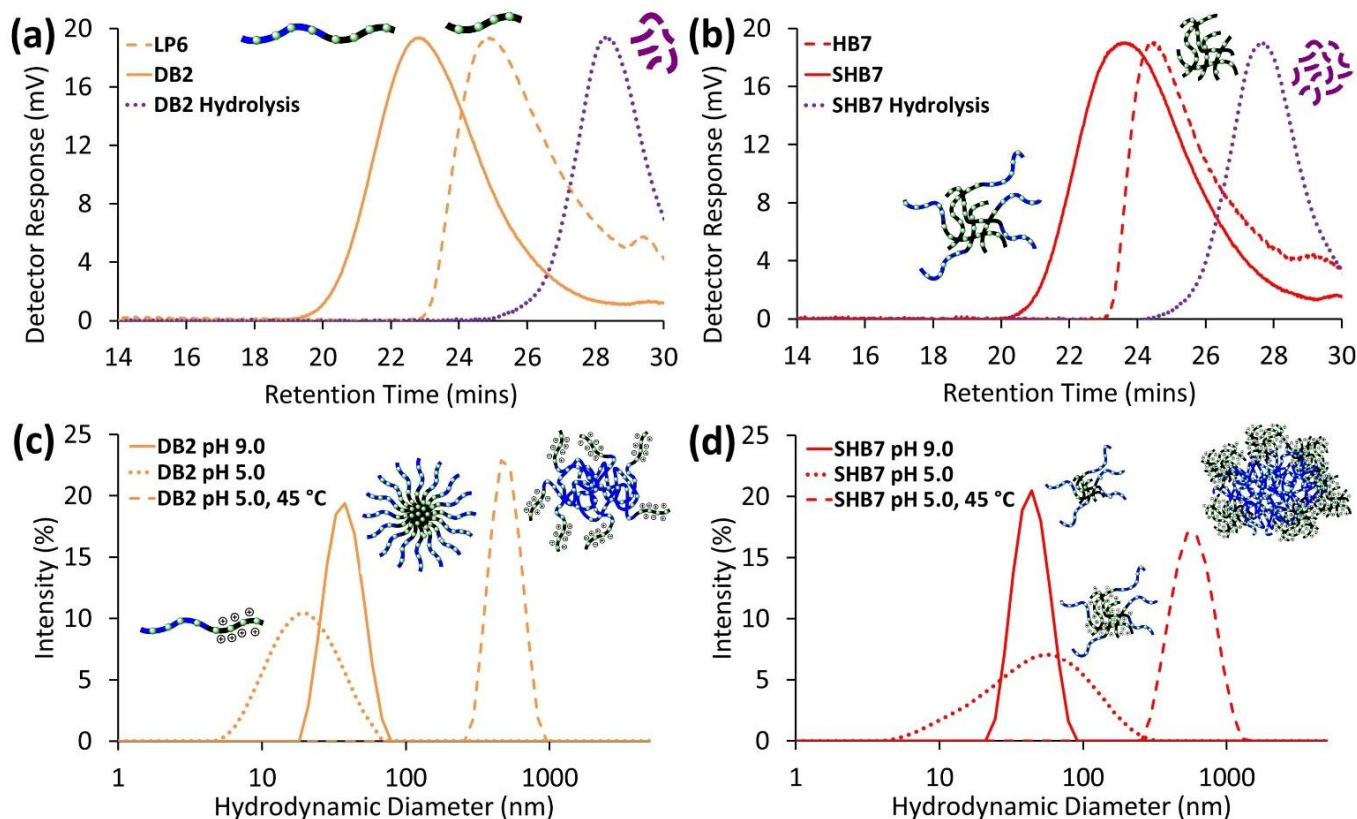 (a)
LP6
DB2
DB2 Hydrolysis
20
16
12
8
4
0
Detector Response (mV)
14 16 18 20 22 24 26 28 30
Retention Time (mins)
(b)
HB7
SHB7
SHB7 Hydrolysis
20
16
12
8
4
0
Detector Response (mV)
14 16 18 20 22 24 26 28 30
Retention Time (mins)
(c)
DB2 pH 9.0
DB2 pH 5.0
DB2 pH 5.0, 45 °C
25
20
15
10
5
0
Intensity (%)
1 10 100 1000
Hydrodynamic Diameter (nm)
(d)
SHB7 pH 9.0
SHB7 pH 5.0
SHB7 pH 5.0, 45 °C
25
20
15
10
5
0
Intensity (%)
1 10 100 1000
Hydrodynamic Diameter (nm)